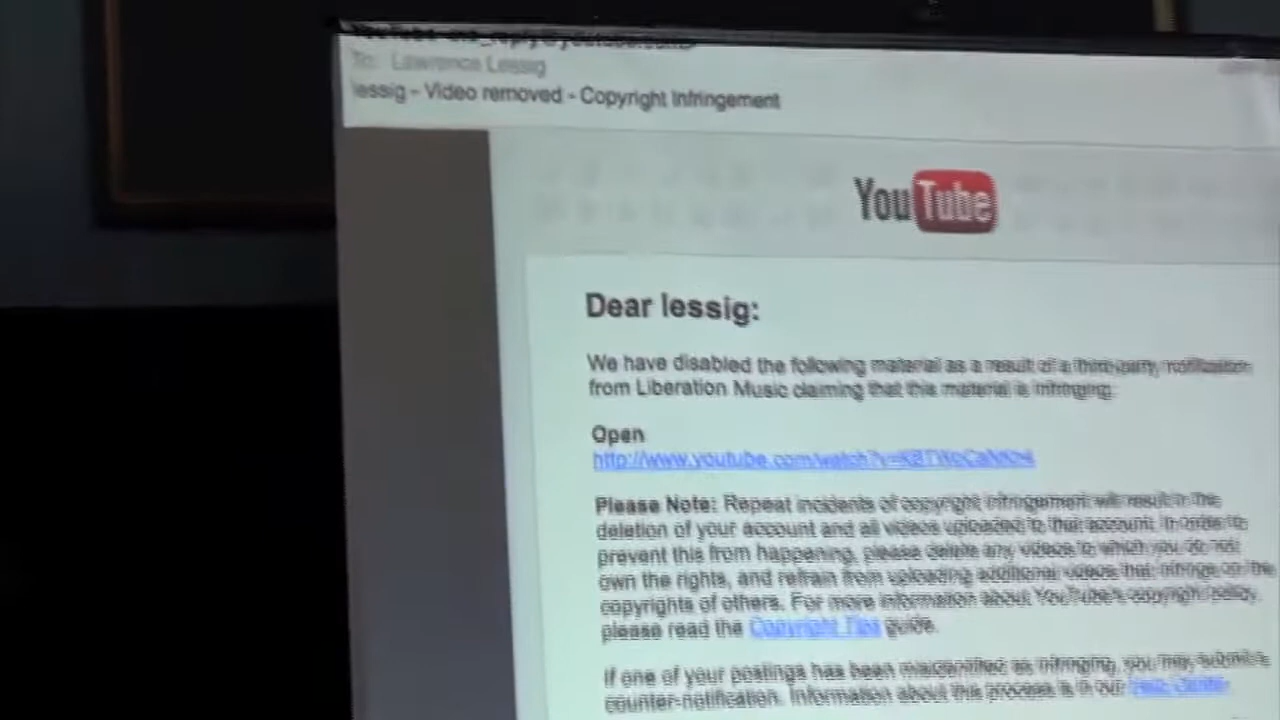 To: Lawrence Lessig
lessig - Video removed - Copyright Infringement
YouTube
Dear lessig:
We have disabled the following material as a result of a third-party notification
from Liberation Music claiming that this material is infringing:
Open
http://www.youtube.com/watch?v=
Please Note: Repeat incidents of copyright infringement will result in the
deletion of your account and all videos uploaded to that account. In order to
prevent this from happening, please delete any videos to which you do not
own the rights, and refrain from uploading additional videos that infringe on the
copyrights of others. For more information about YouTube's copyright policy,
please read the Copyright Tips guide.
If one of your postings has been misidentified as infringing, you may submit a
counter-notification. Information about this process is in our Help Center.